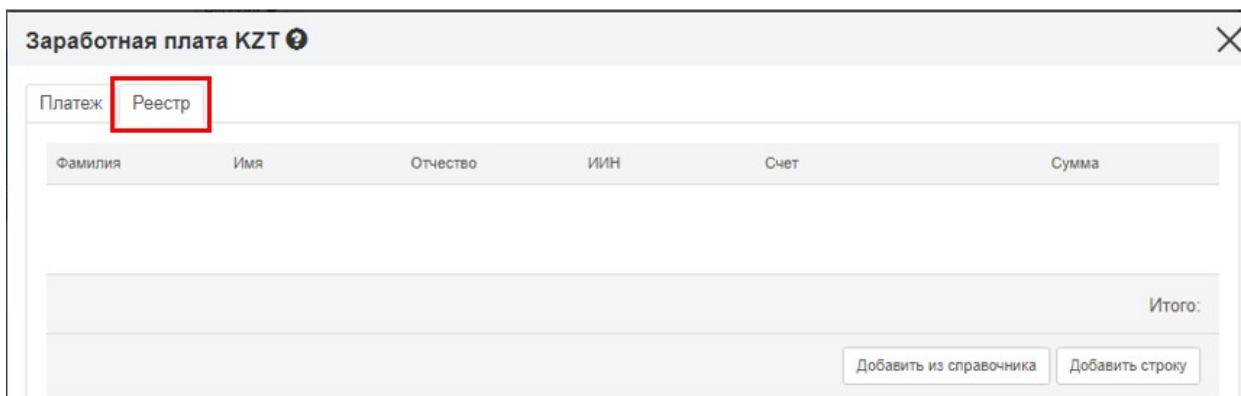 Заработная плата KZT ?
Платеж Реестр
Фамилия Имя Отчество ИИН Счет Сумма
Итого:
Добавить из справочника Добавить строку